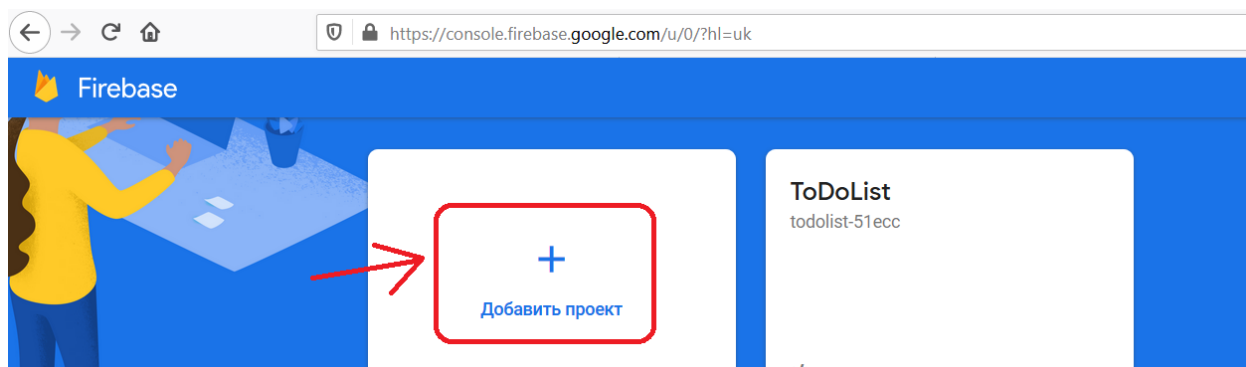 https://console.firebase.google.com/u/0/?hl=uk
Firebase
Добавить проект
ToDoList
todolist-51ecc